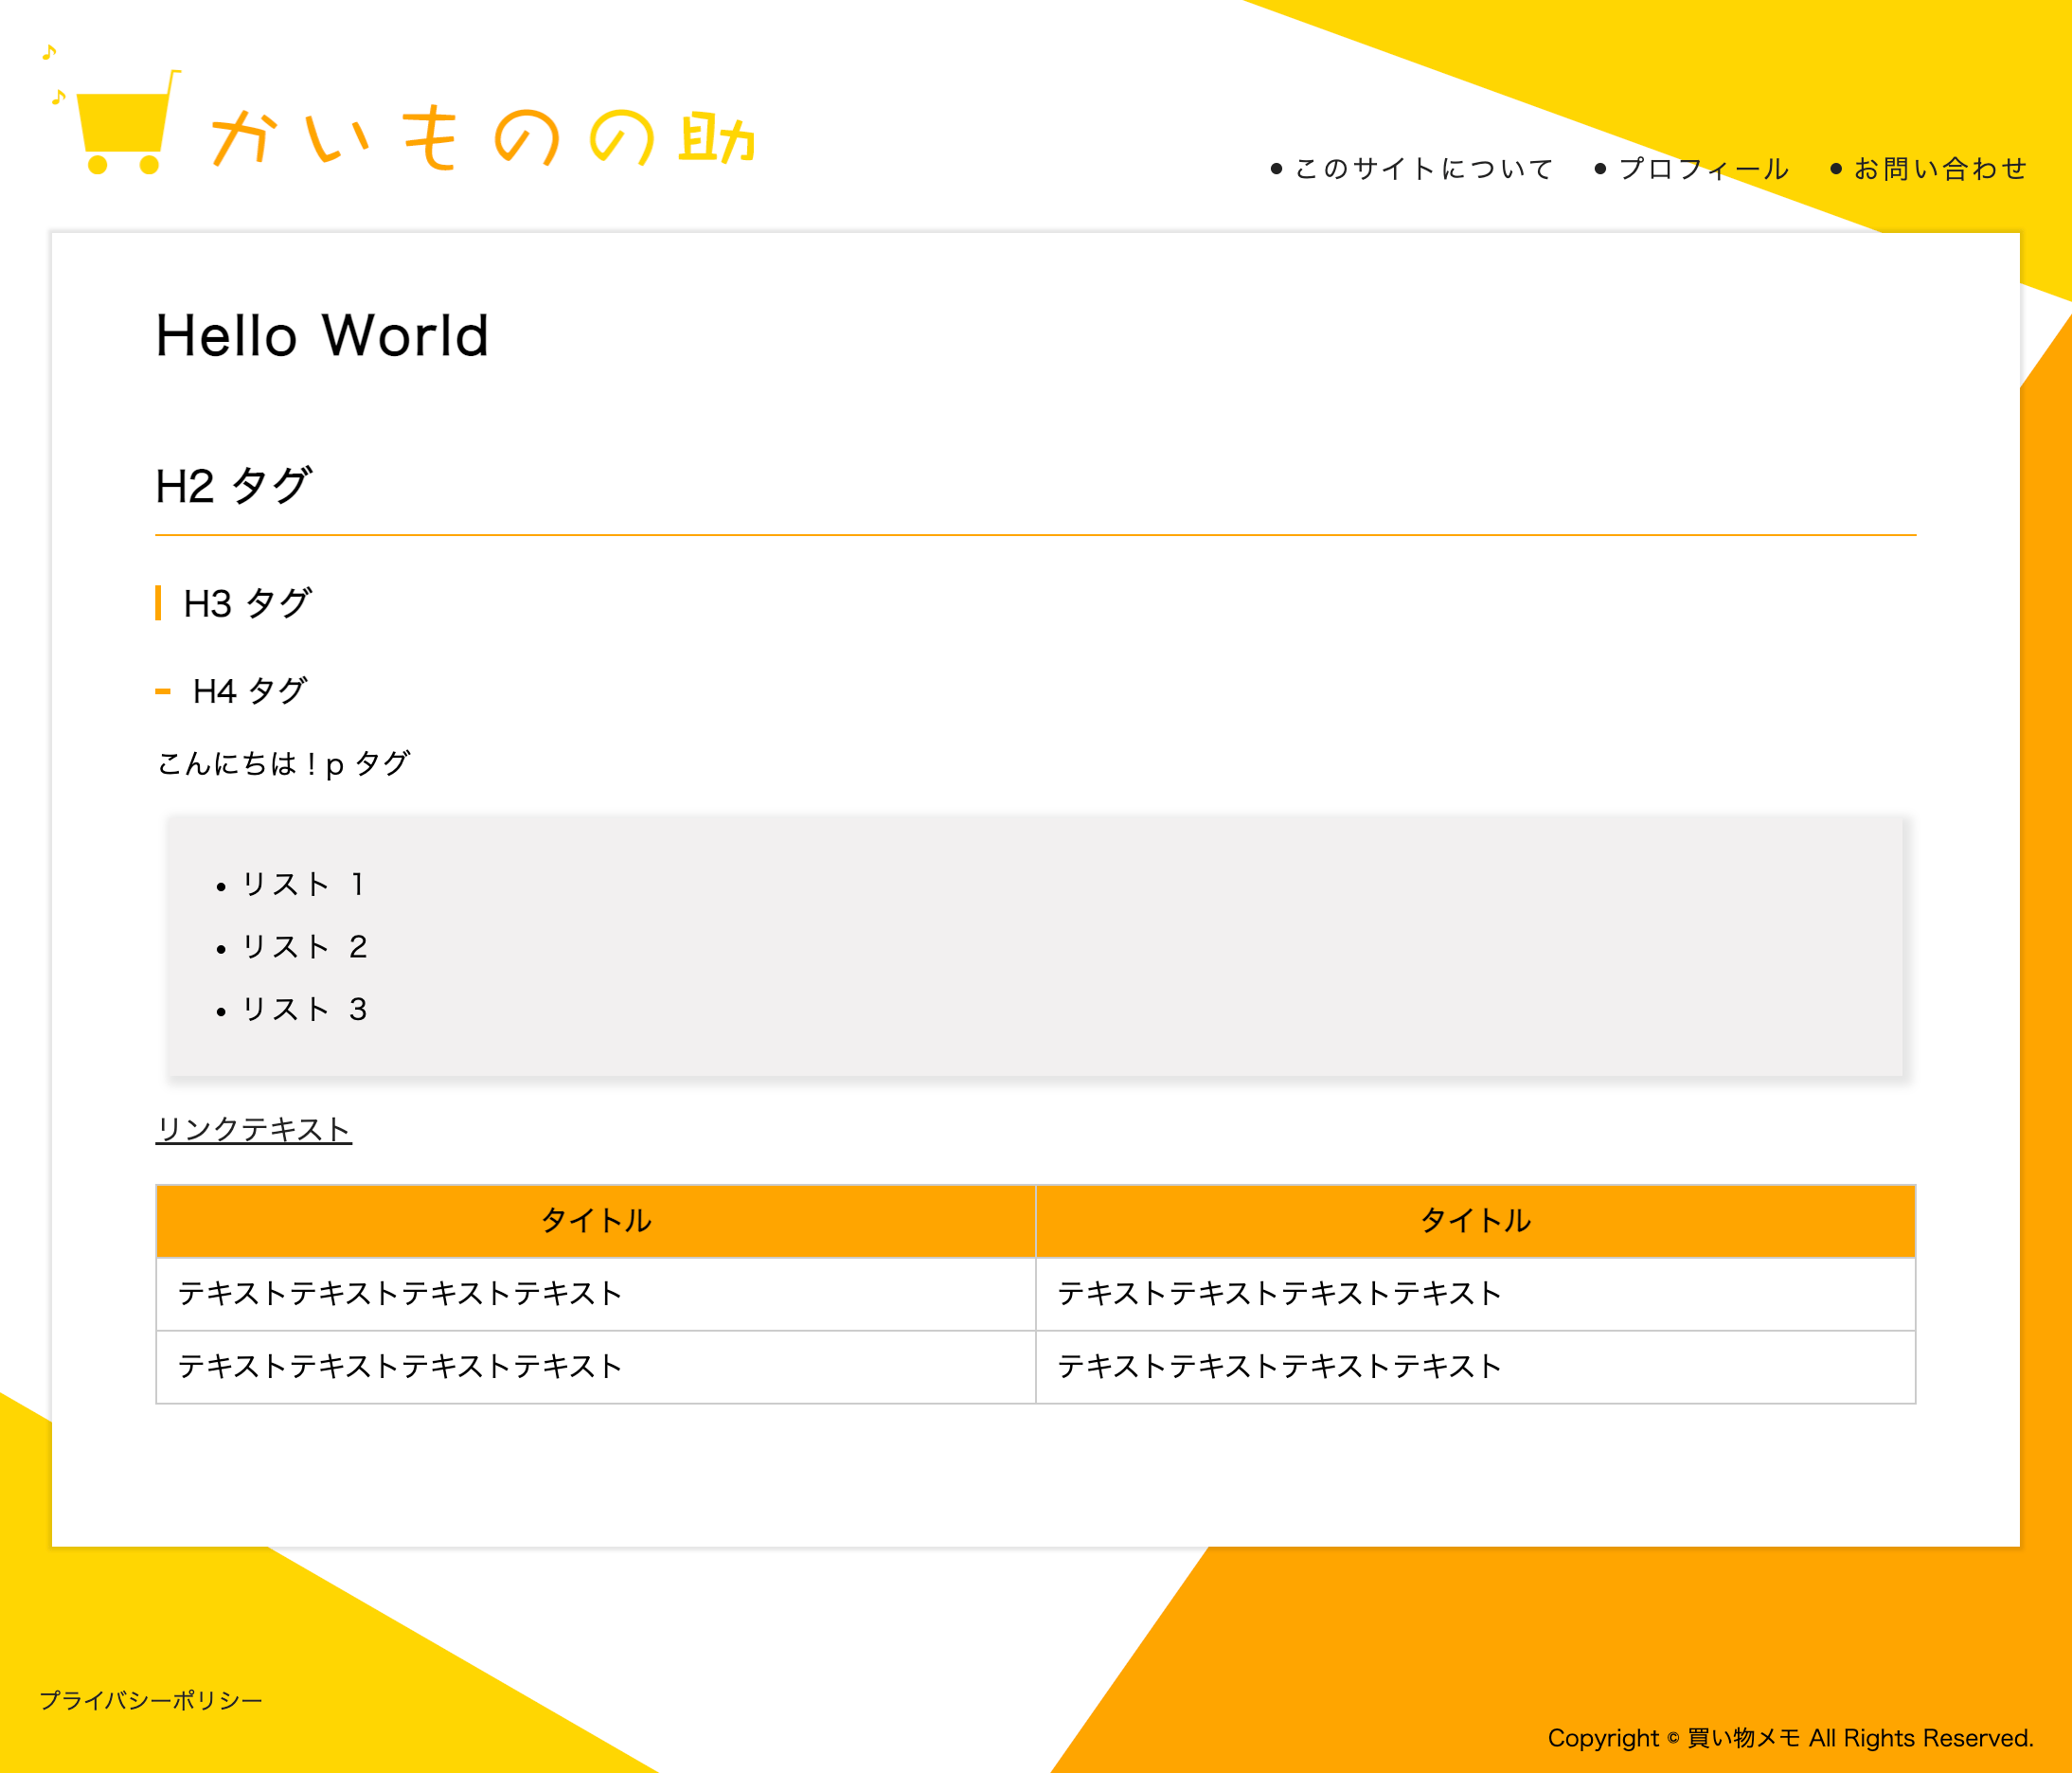 かいものの助
このサイトについて プロフィール お問い合わせ
Hello World
H2 タグ
H3 タグ
H4 タグ
こんにちは！p タグ
リスト 1
リスト 2
リスト 3
リンクテキスト
タイトル タイトル
テキストテキストテキストテキスト テキストテキストテキストテキスト
テキストテキストテキストテキスト テキストテキストテキストテキスト
プライバシーポリシー
Copyright © 買い物メモ All Rights Reserved.